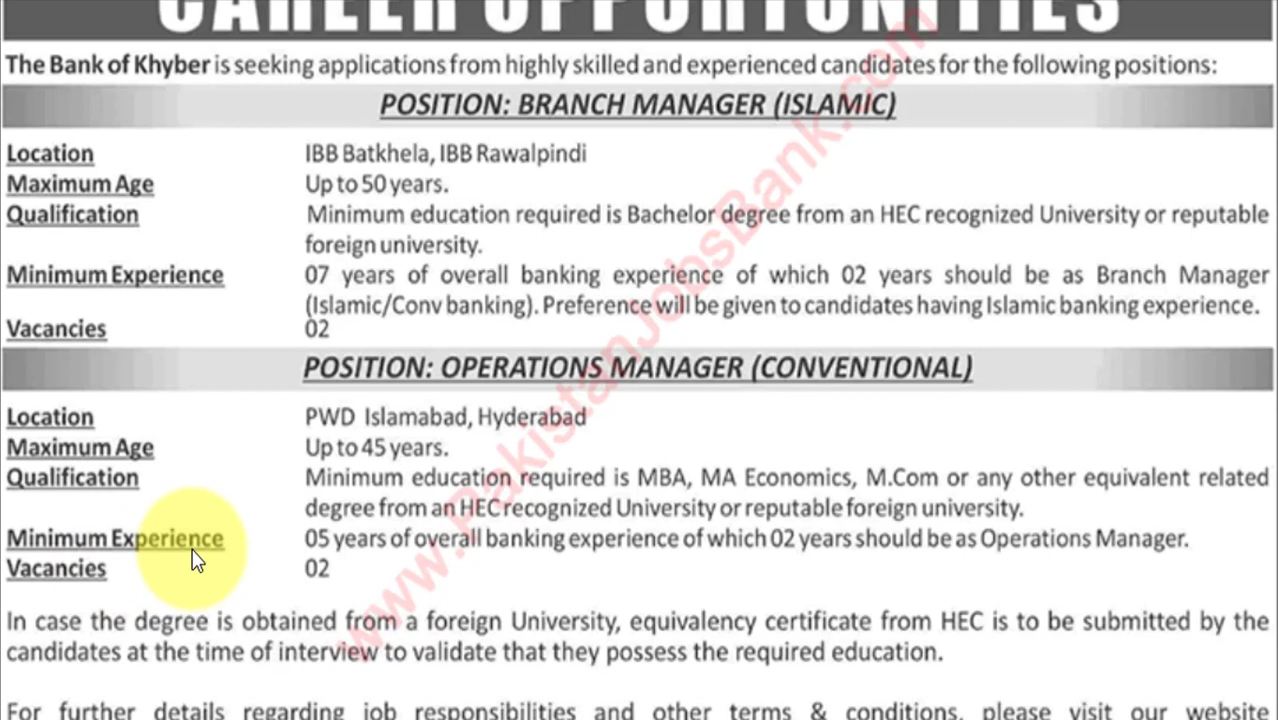 CAREER OPPORTUNITIES
The Bank of Khyber is seeking applications from highly skilled and experienced candidates for the following positions:
POSITION: BRANCH MANAGER (ISLAMIC)
Location IBB Batkhela, IBB Rawalpindi
Maximum Age Up to 50 years.
Qualification Minimum education required is Bachelor degree from an HEC recognized University or reputable
foreign university.
Minimum Experience 07 years of overall banking experience of which 02 years should be as Branch Manager
(Islamic/Conv banking). Preference will be given to candidates having Islamic banking experience.
Vacancies 02
POSITION: OPERATIONS MANAGER (CONVENTIONAL)
Location PWD Islamabad, Hyderabad
Maximum Age Up to 45 years.
Qualification Minimum education required is MBA, MA Economics, M.Com or any other equivalent related
degree from an HEC recognized University or reputable foreign university.
Minimum Experience 05 years of overall banking experience of which 02 years should be as Operations Manager.
Vacancies 02
In case the degree is obtained from a foreign University, equivalency certificate from HEC is to be submitted by the
candidates at the time of interview to validate that they possess the required education.
For further details regarding job responsibilities and other terms & conditions, please visit our website
www.PakistanJobsBank.com